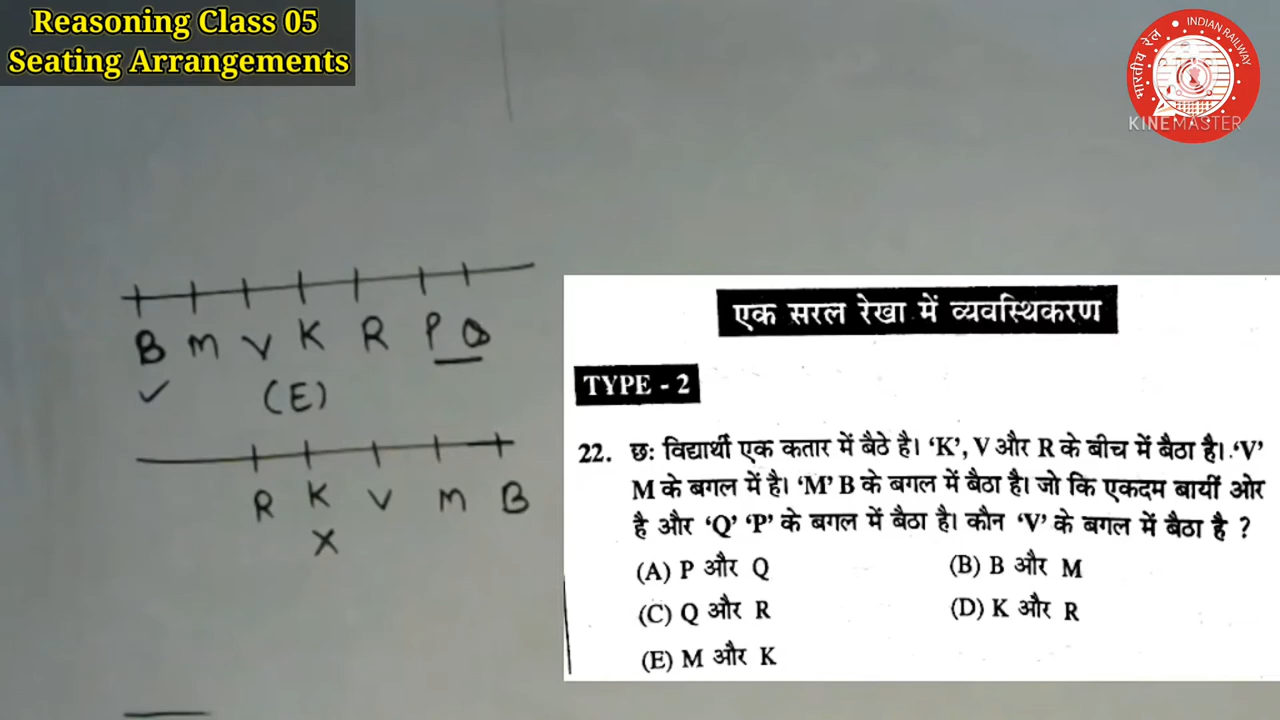 Reasoning Class 05
Seating Arrangements
भारतीय रेल
INDIAN RAILWAY
KINEMASTER
B M V K R P Q
✓ (E)
R K V M B
X
एक सरल रेखा में व्यवस्थिकरण
TYPE - 2
22. छः विद्यार्थी एक कतार में बैठे है। ‘K’, V और R के बीच में बैठा है। ‘V’
M के बगल में है। ‘M’ B के बगल में बैठा है। जो कि एकदम बायीं ओर
है और ‘Q’ ‘P’ के बगल में बैठा है। कौन ‘V’ के बगल में बैठा है ?
(A) P और Q (B) B और M
(C) Q और R (D) K और R
(E) M और K